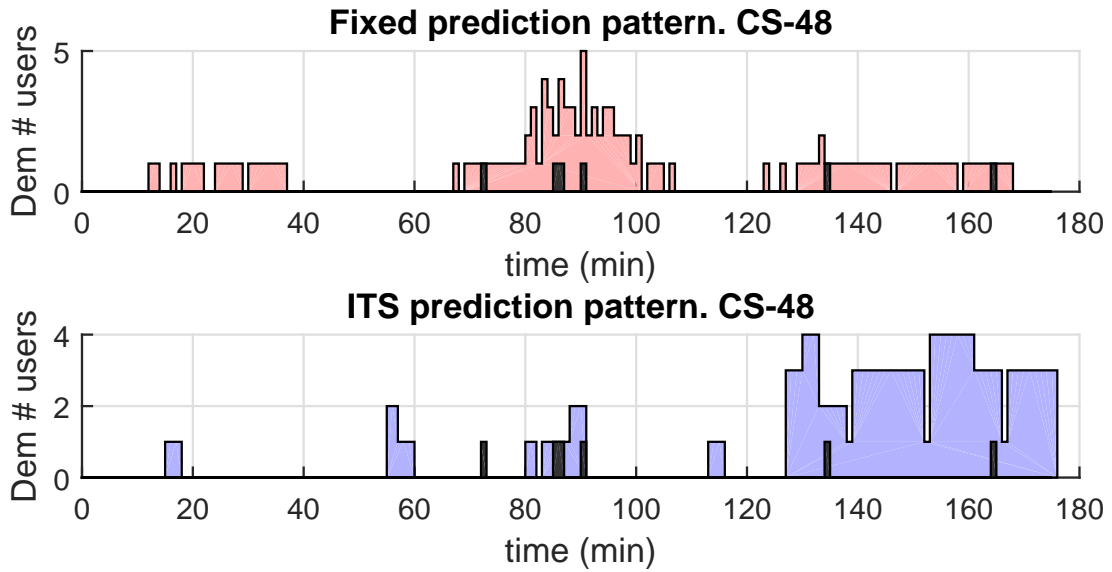 Fixed prediction pattern. CS-48
Dem # users
5
0
0 20 40 60 80 100 120 140 160 180
time (min)
ITS prediction pattern. CS-48
Dem # users
4
2
0
0 20 40 60 80 100 120 140 160 180
time (min)